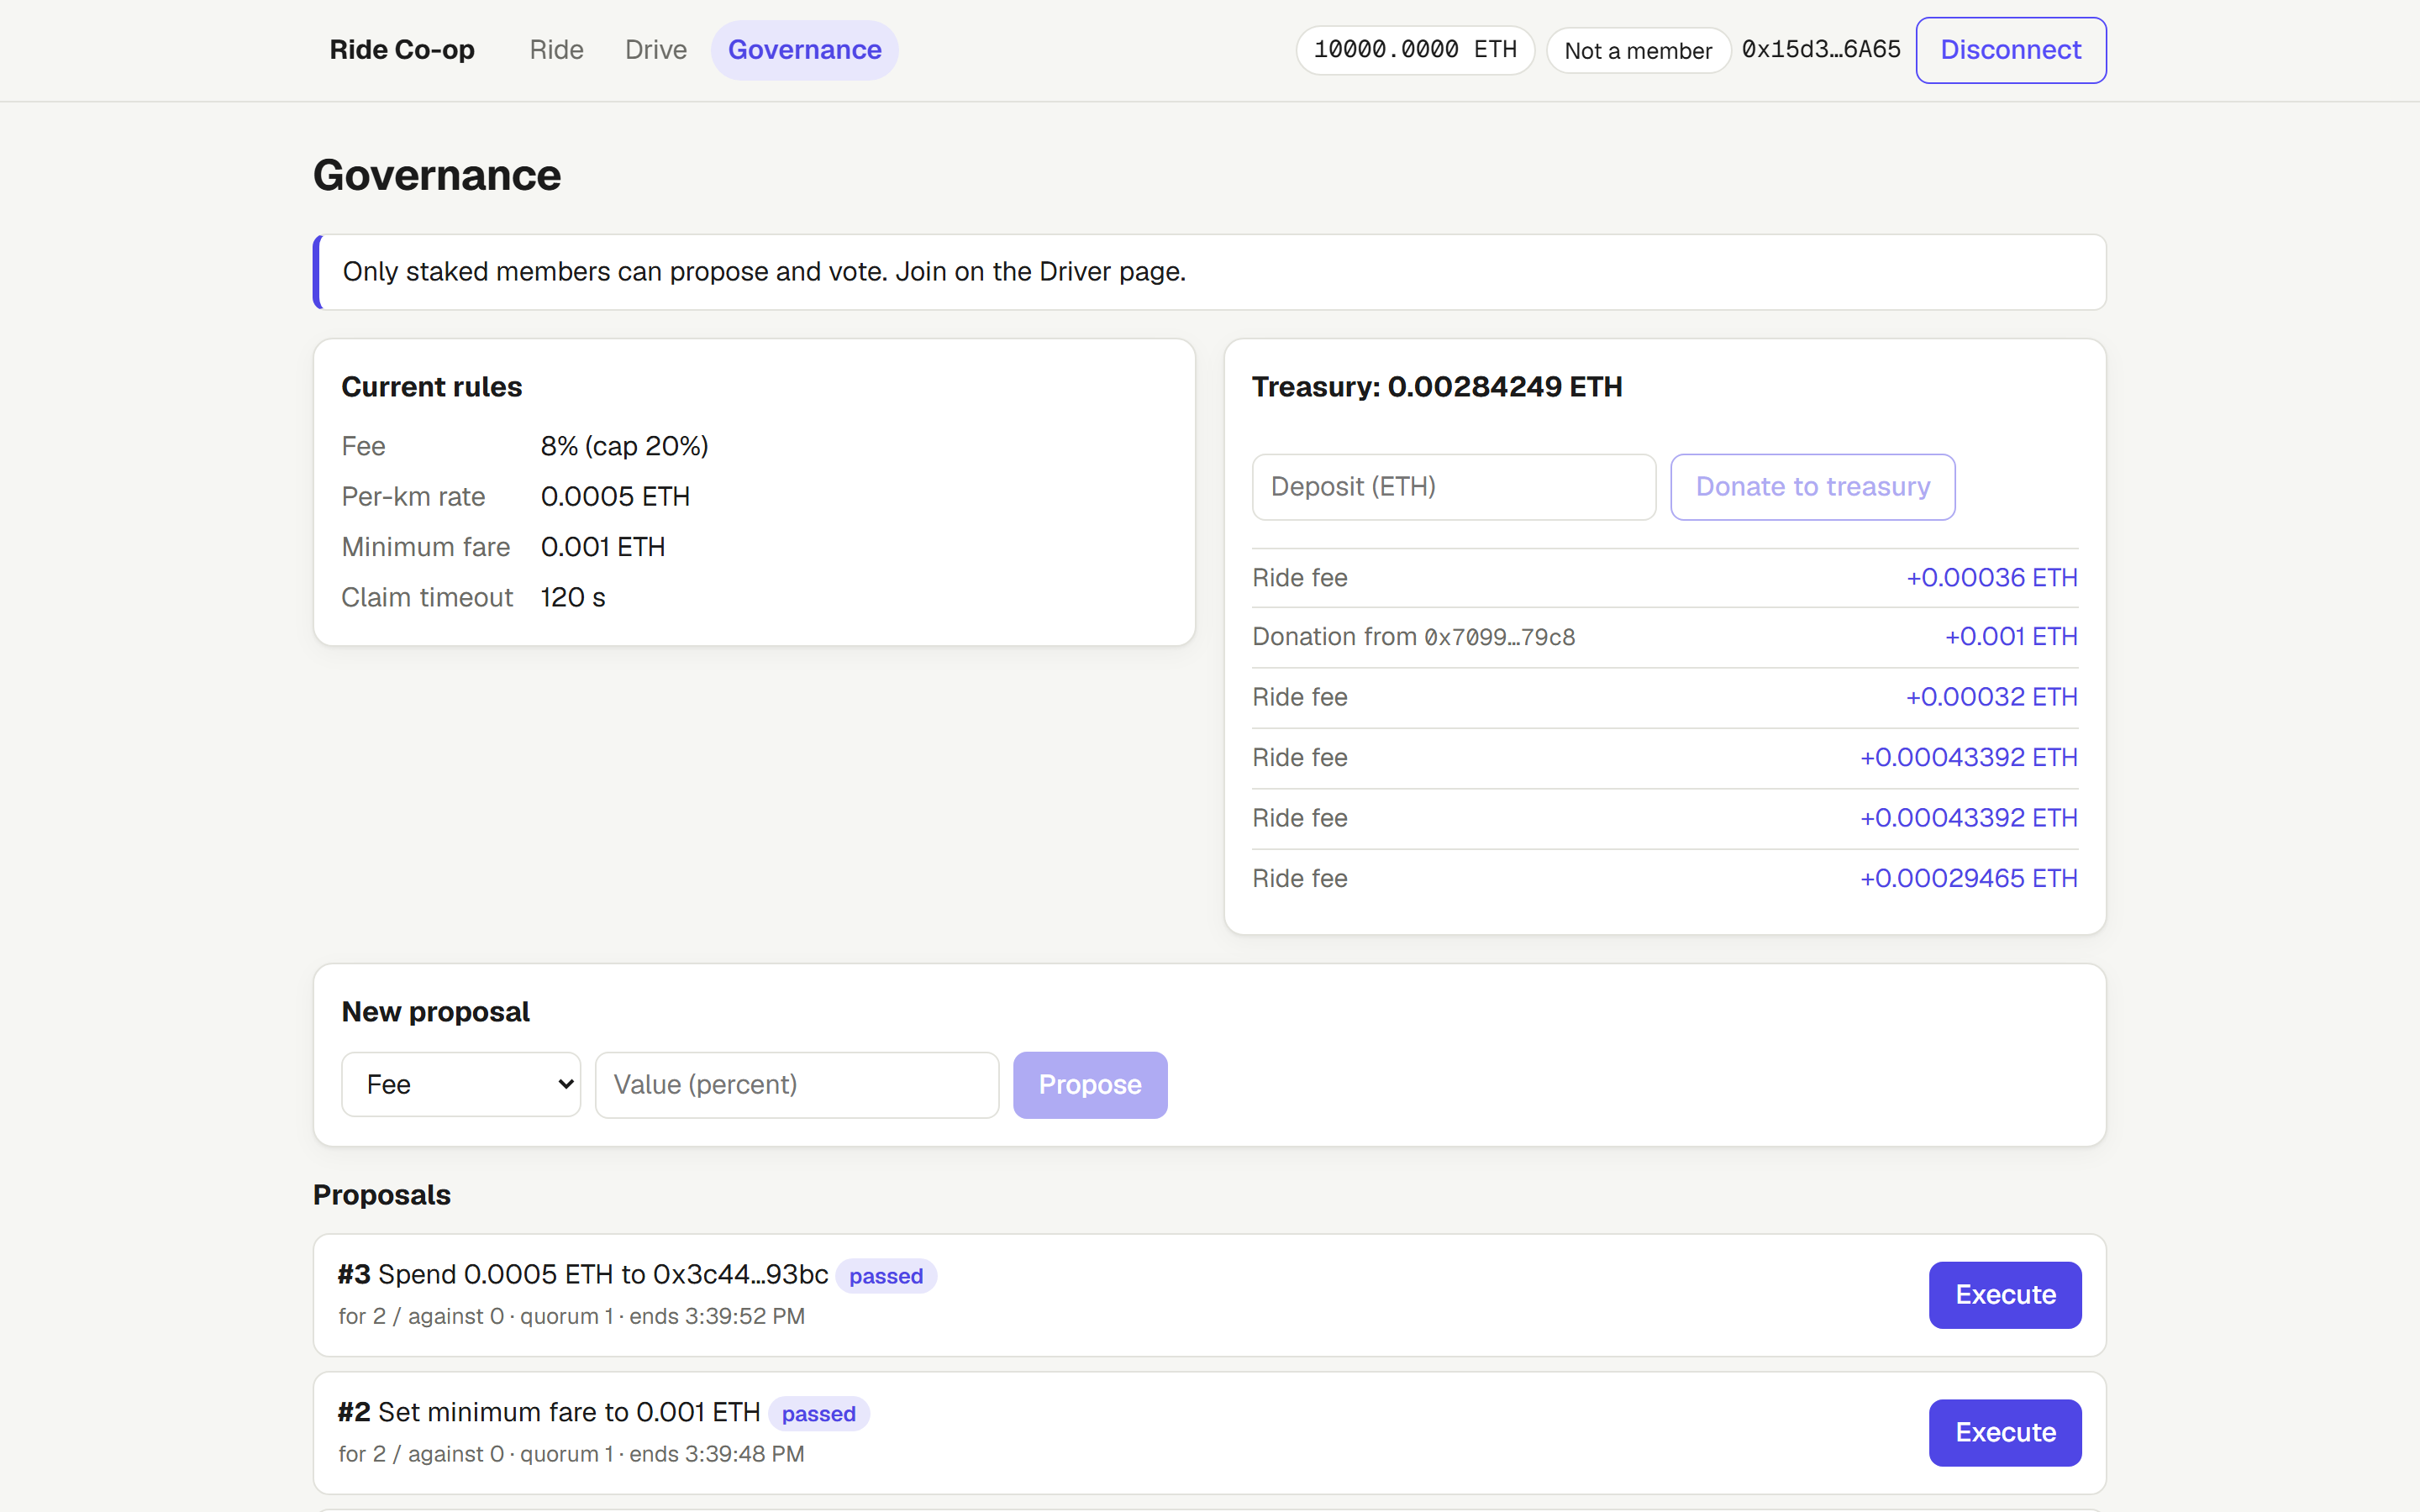 Ride Co-op Ride Drive Governance 10000.0000 ETH Not a member 0x15d3…6A65 Disconnect
Governance
Only staked members can propose and vote. Join on the Driver page.
Current rules
Fee 8% (cap 20%)
Per-km rate 0.0005 ETH
Minimum fare 0.001 ETH
Claim timeout 120 s
Treasury: 0.00284249 ETH
Deposit (ETH) Donate to treasury
Ride fee +0.00036 ETH
Donation from 0x7099…79c8 +0.001 ETH
Ride fee +0.00032 ETH
Ride fee +0.00043392 ETH
Ride fee +0.00043392 ETH
Ride fee +0.00029465 ETH
New proposal
Fee Value (percent) Propose
Proposals
#3 Spend 0.0005 ETH to 0x3c44…93bc passed
for 2 / against 0 · quorum 1 · ends 3:39:52 PM
Execute
#2 Set minimum fare to 0.001 ETH passed
for 2 / against 0 · quorum 1 · ends 3:39:48 PM
Execute